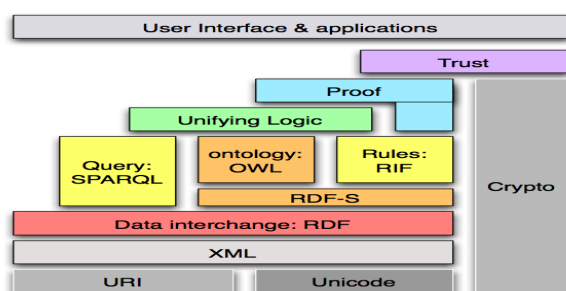 User Interface & applications
Trust
Proof
Unifying Logic
Query:
SPARQL
ontology:
OWL
Rules:
RIF
Crypto
RDF-S
Data interchange: RDF
XML
URI
Unicode